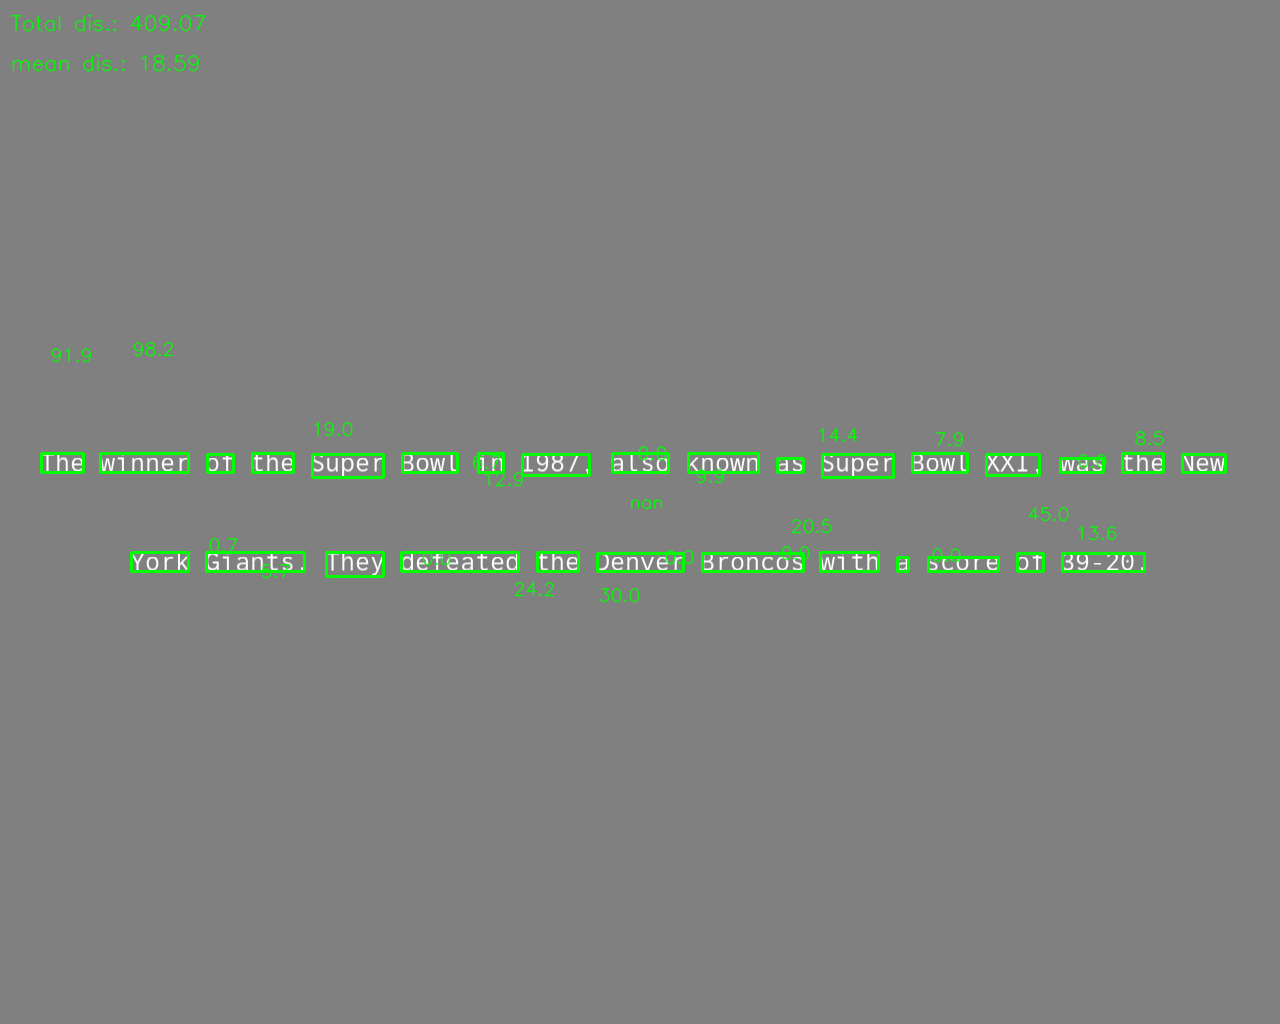 Total dis.: 409.07
mean dis.: 18.59
91.9 98.2
19.0 14.4 7.9 8.5
The winner of the Super Bowl in 1987, also known as Super Bowl XXI, was the New
12.9 9.9
nan
20.5 45.0 13.6
0.7
York Giants. They defeated the Denver Broncos with a score of 39-20.
24.2 30.0